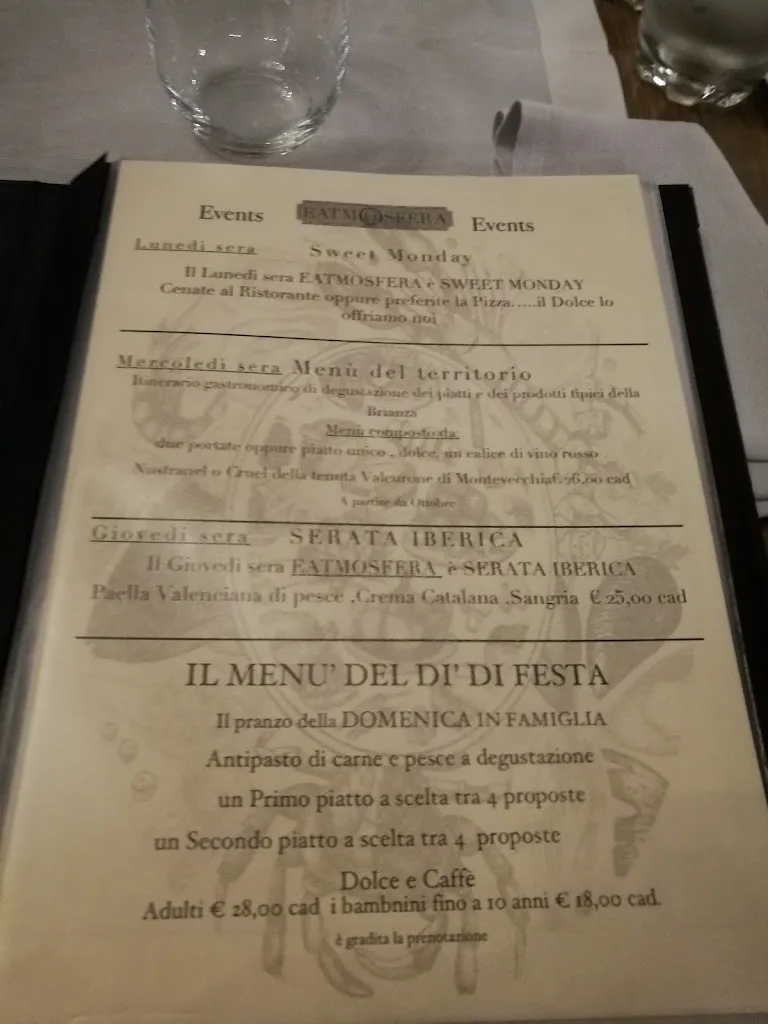 Events EATMOSFERA Events
Lunedì sera Sweet Monday
Il Lunedì sera EATMOSFERA è SWEET MONDAY
Cenate al Ristorante oppure preferite la Pizza.....il Dolce lo
offriamo noi
Mercoledì sera Menù del territorio
Itinerario gastronomico di degustazione dei piatti e dei prodotti tipici della
Brianza
Menù composto da:
due portate oppure piatto unico , dolce, un calice di vino rosso
Nostranel o Cruel della tenuta Valcurone di Montevecchia€.26,00 cad
A partire da Ottobre
Giovedì sera SERATA IBERICA
Il Giovedì sera EATMOSFERA è SERATA IBERICA
Paella Valenciana di pesce .Crema Catalana .Sangria € 25,00 cad
IL MENU' DEL DI' DI FESTA
Il pranzo della DOMENICA IN FAMIGLIA
Antipasto di carne e pesce a degustazione
un Primo piatto a scelta tra 4 proposte
un Secondo piatto a scelta tra 4 proposte
Dolce e Caffè
Adulti € 28,00 cad i bambnini fino a 10 anni € 18,00 cad.
è gradita la prenotazione